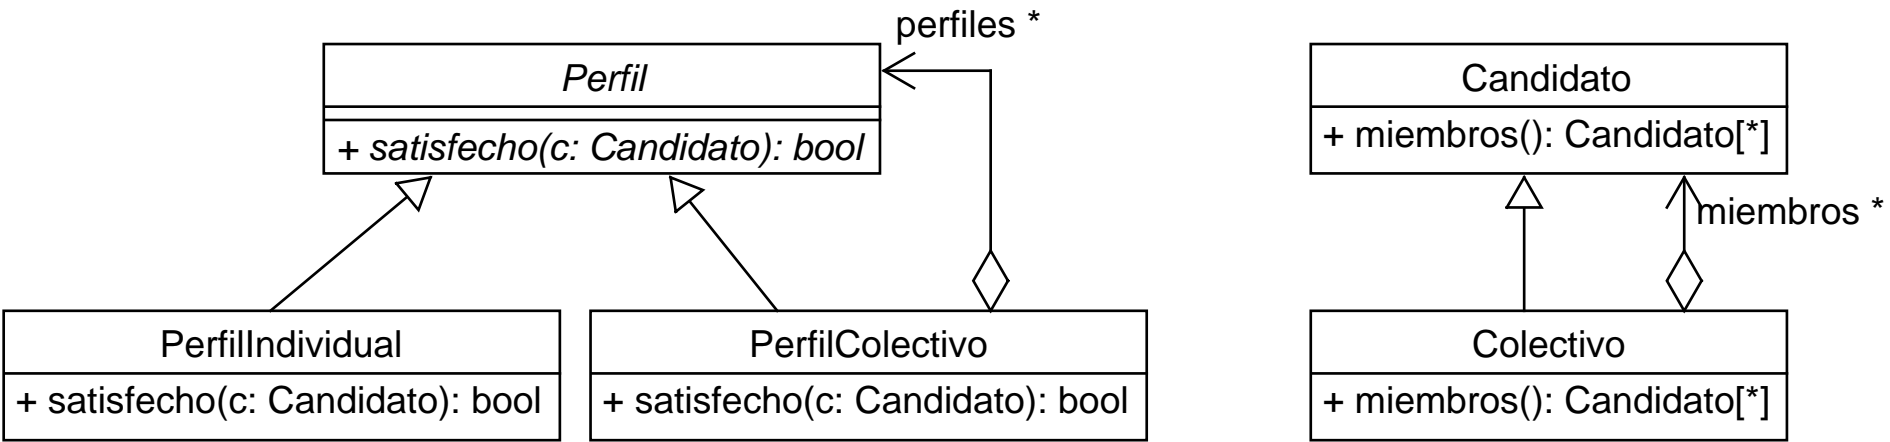 perfiles *
Perfil
+ satisfecho(c: Candidato): bool
PerfilIndividual
+ satisfecho(c: Candidato): bool
PerfilColectivo
+ satisfecho(c: Candidato): bool
Candidato
+ miembros(): Candidato[*]
miembros *
Colectivo
+ miembros(): Candidato[*]